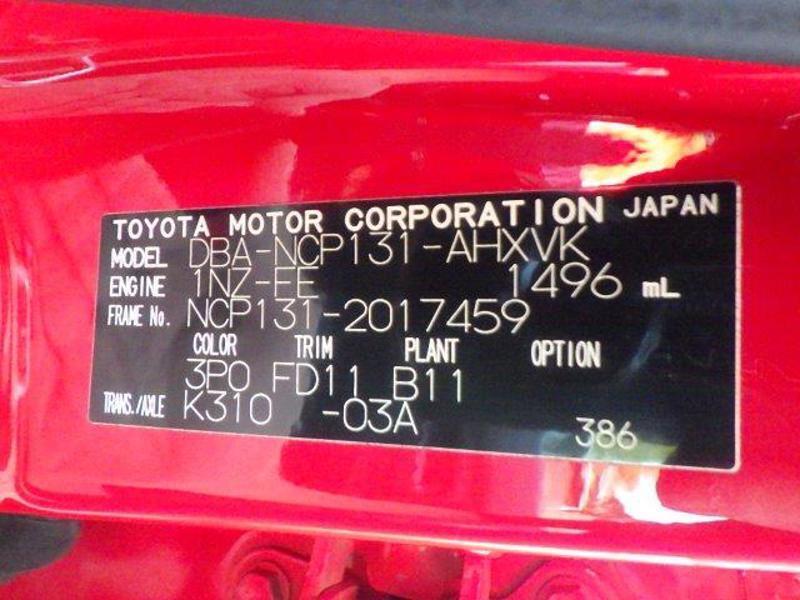 TOYOTA MOTOR CORPORATION JAPAN
MODEL DBA-NCP131-AHXVK
ENGINE 1NZ-FE 1496 mL
FRAME No. NCP131-2017459
COLOR TRIM PLANT OPTION
3P0 FD11 B11
TRANS./AXLE K310 -03A
386